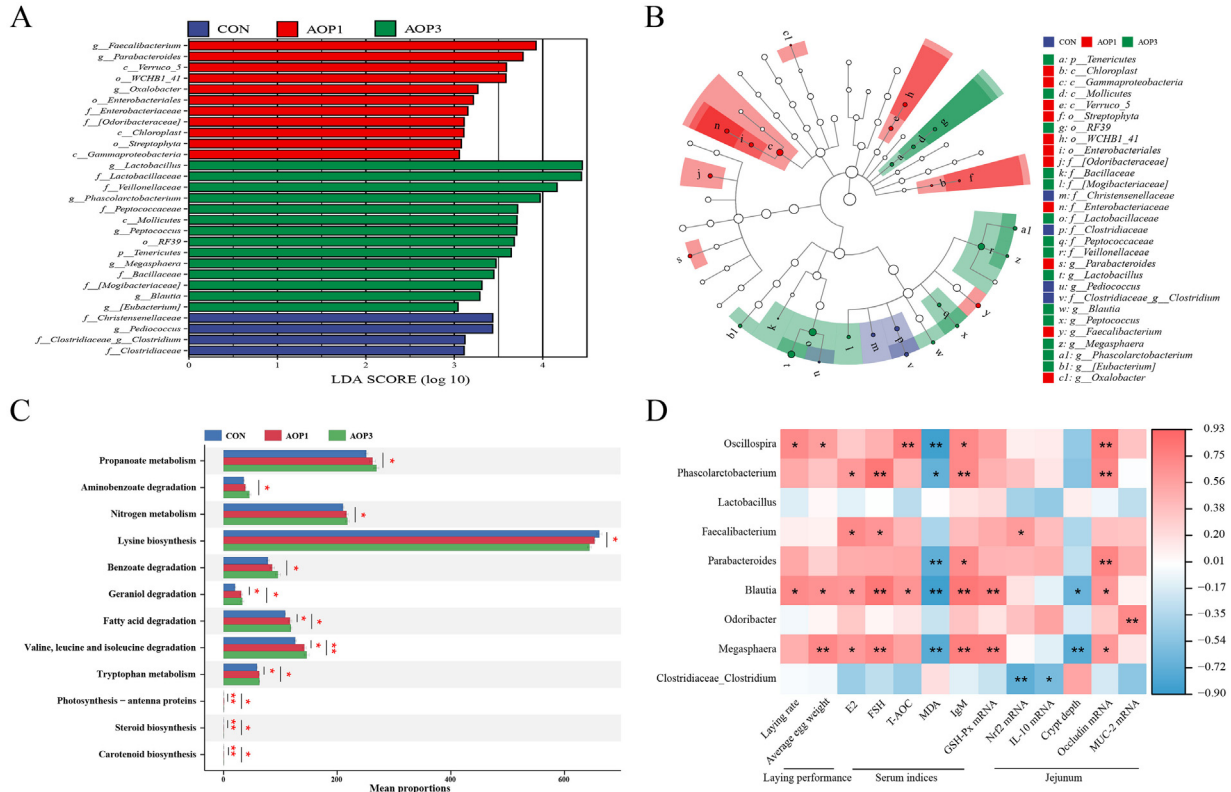 A
CON AOP1 AOP3
g__Faecalibacterium
g__Parabacteroides
c__Verruco_5
o__WCHB1_41
g__Oxalobacter
o__Enterobacteriales
f__Enterobacteriaceae
f__[Odoribacteraceae]
c__Chloroplast
o__Streptophyta
c__Gammaproteobacteria
g__Lactobacillus
f__Lactobacillaceae
f__Veillonellaceae
g__Phascolarctobacterium
f__Peptococcaceae
c__Mollicutes
g__Peptococcus
o__RF39
p__Tenericutes
g__Megasphaera
f__Bacillaceae
f__[Mogibacteriaceae]
g__Blautia
g__[Eubacterium]
f__Christensenellaceae
g__Pediococcus
f__Clostridiaceae_g__Clostridium
f__Clostridiaceae
0 1 2 3 4
LDA SCORE (log 10)
B
c1
h
e
g
d
a
b f
n
i
c
j
s
a1
r
z
y
q
x
w
v
p
m
l
o
u
t
k
b1
CON AOP1 AOP3
a: p__Tenericutes
b: c__Chloroplast
c: c__Gammaproteobacteria
d: c__Mollicutes
e: c__Verruco_5
f: o__Streptophyta
g: o__RF39
h: o__WCHB1_41
i: o__Enterobacteriales
j: f__[Odoribacteraceae]
k: f__Bacillaceae
l: f__[Mogibacteriaceae]
m: f__Christensenellaceae
n: f__Enterobacteriaceae
o: f__Lactobacillaceae
p: f__Clostridiaceae
q: f__Peptococcaceae
r: f__Veillonellaceae
s: g__Parabacteroides
t: g__Lactobacillus
u: g__Pediococcus
v: f__Clostridiaceae_g__Clostridium
w: g__Blautia
x: g__Peptococcus
y: g__Faecalibacterium
z: g__Megasphaera
a1: g__Phascolarctobacterium
b1: g__[Eubacterium]
c1: g__Oxalobacter
C
CON AOP1 AOP3
Propanoate metabolism *
Aminobenzoate degradation *
Nitrogen metabolism *
Lysine biosynthesis *
Benzoate degradation *
Geraniol degradation * *
Fatty acid degradation * *
Valine, leucine and isoleucine degradation * **
Tryptophan metabolism * *
Photosynthesis − antenna proteins ** *
Steroid biosynthesis ** *
Carotenoid biosynthesis ** *
0 200 400 600
Mean proportions
D
Oscillospira * * ** ** * **
Phascolarctobacterium * ** * ** **
Lactobacillus
Faecalibacterium * * *
Parabacteroides ** * **
Blautia * * * ** * ** ** ** * *
Odoribacter **
Megasphaera ** * ** ** ** ** ** *
Clostridiaceae_Clostridium ** *
Laying rate
Average egg weight
E2
FSH
T-AOC
MDA
IgM
GSH-Px mRNA
Nrf2 mRNA
IL-10 mRNA
Crypt depth
Occludin mRNA
MUC-2 mRNA
Laying performance Serum indices Jejunum
0.93
0.75
0.56
0.38
0.20
0.01
-0.17
-0.35
-0.54
-0.72
-0.90